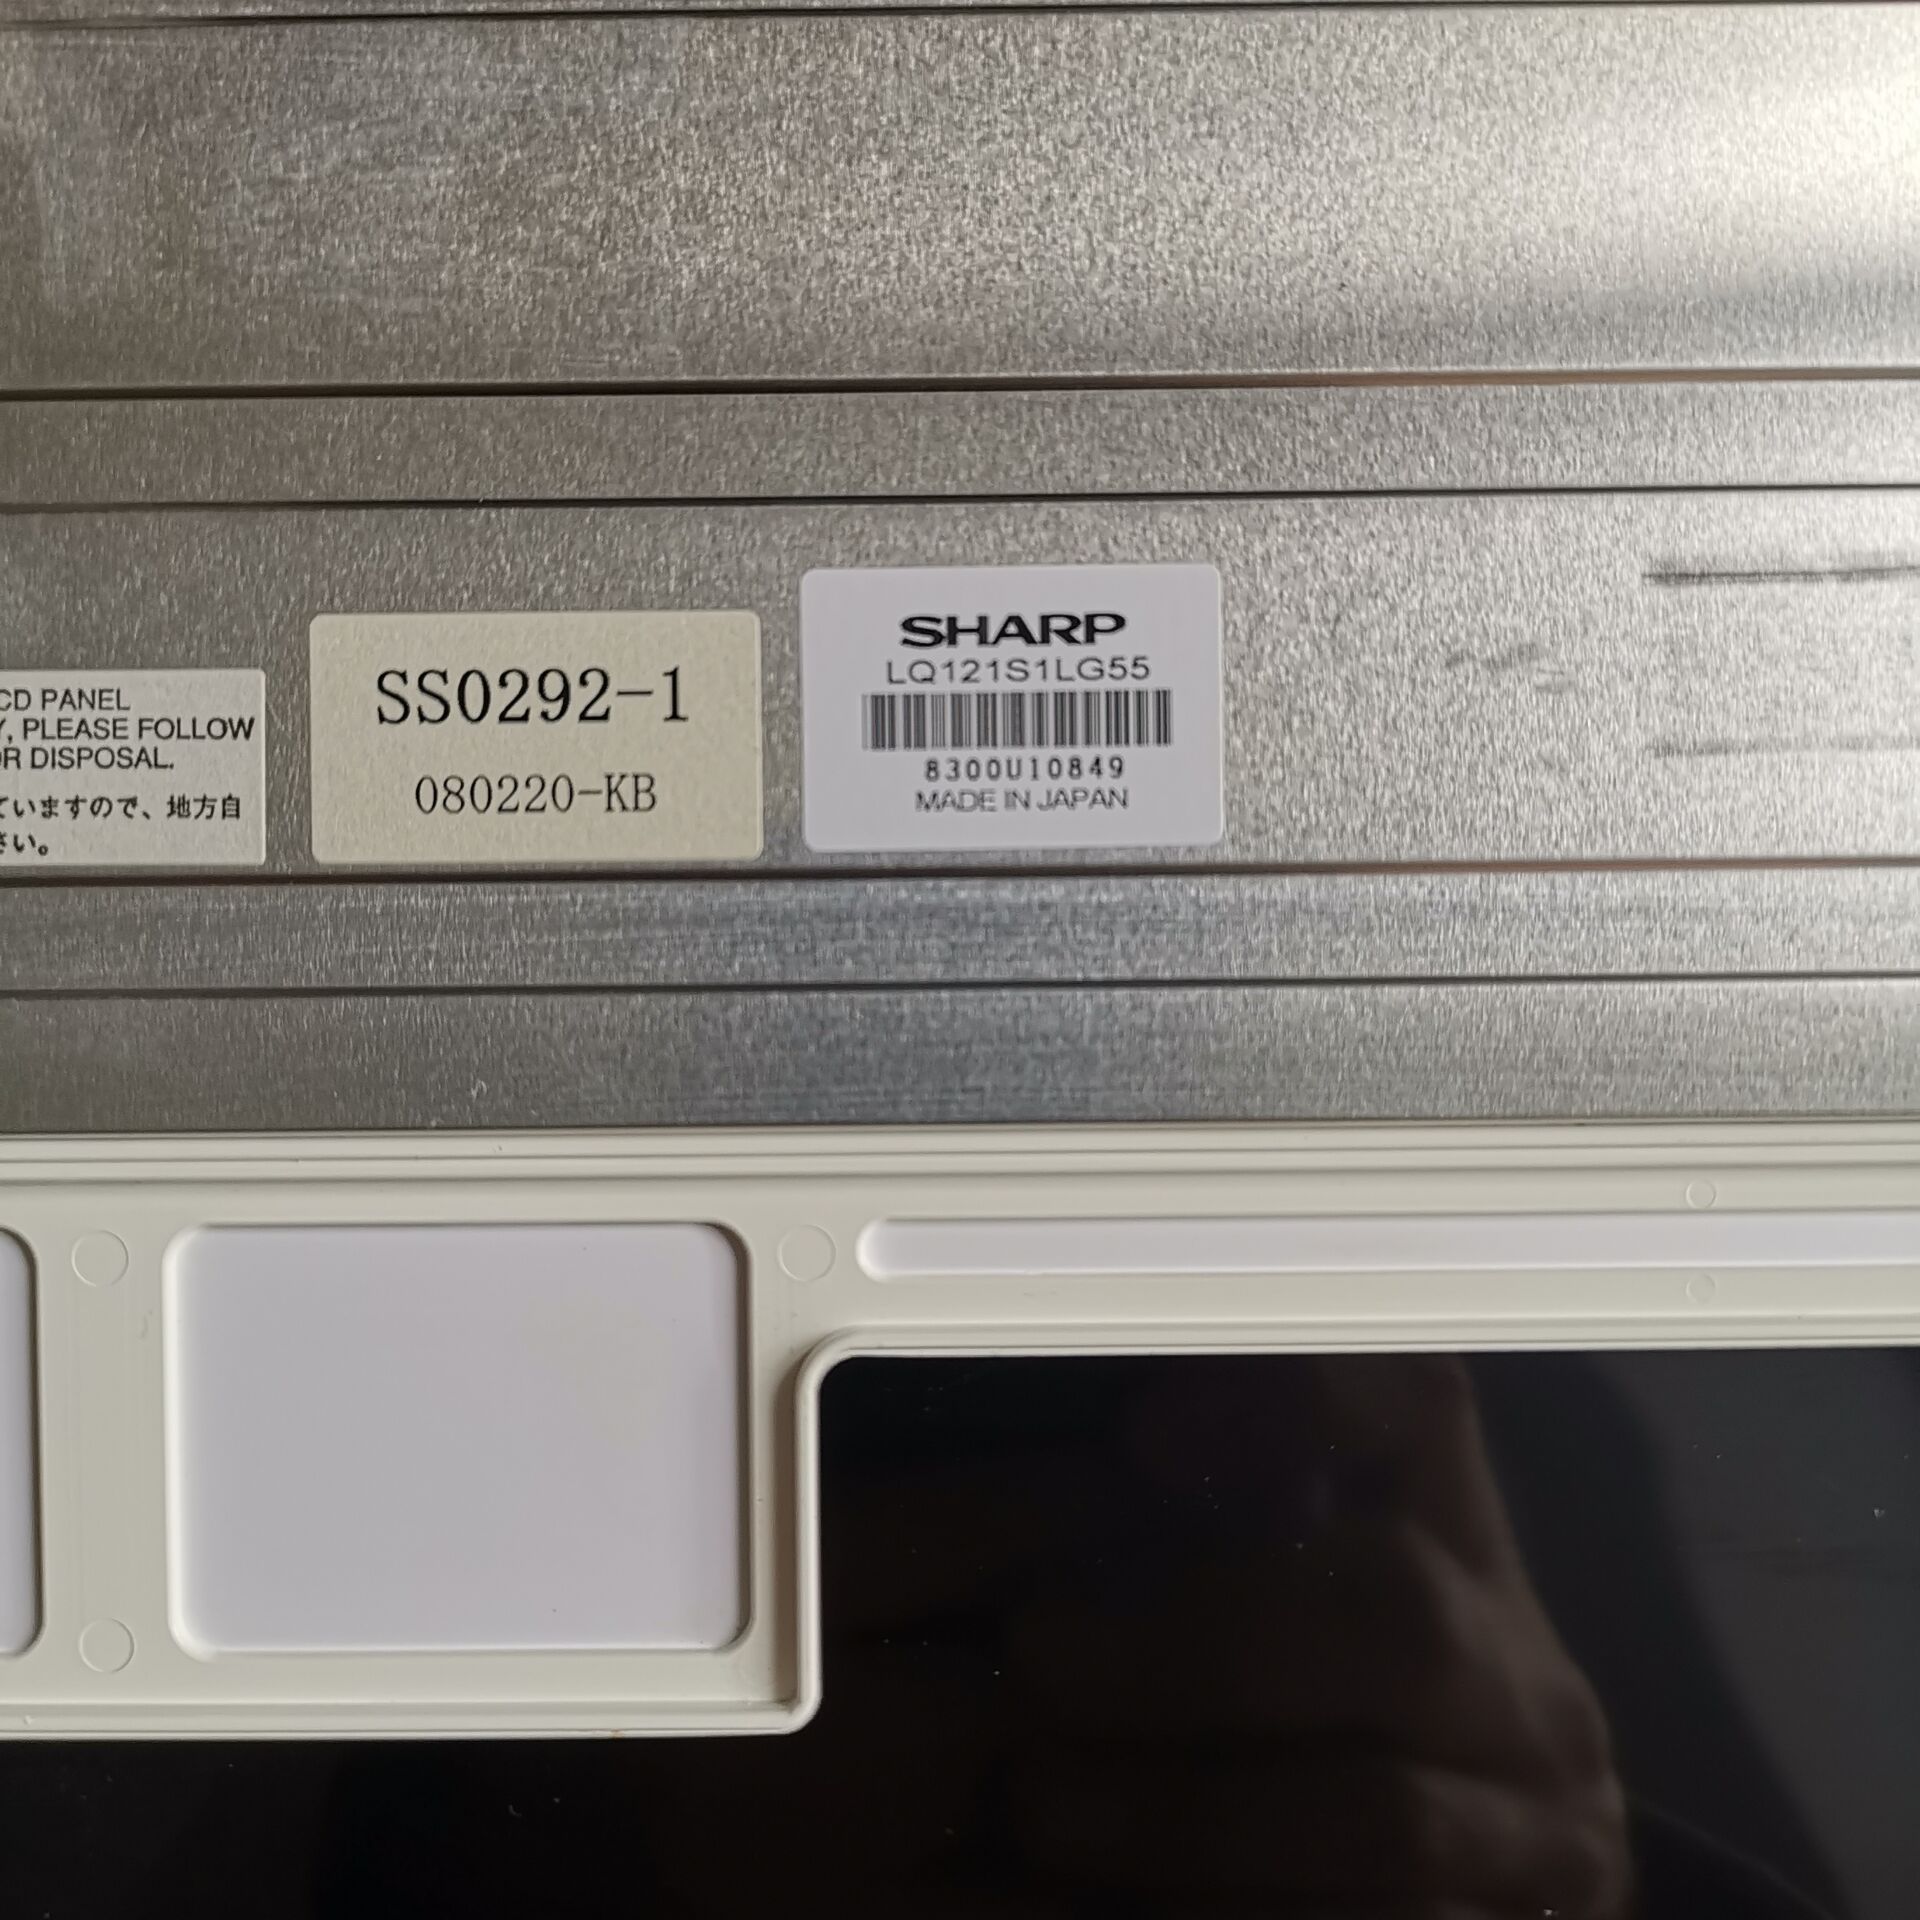 CD PANEL
Y, PLEASE FOLLOW
OR DISPOSAL.
ていますので、地方自
さい。
SS0292-1
080220-KB
SHARP
LQ121S1LG55
8300U10849
MADE IN JAPAN